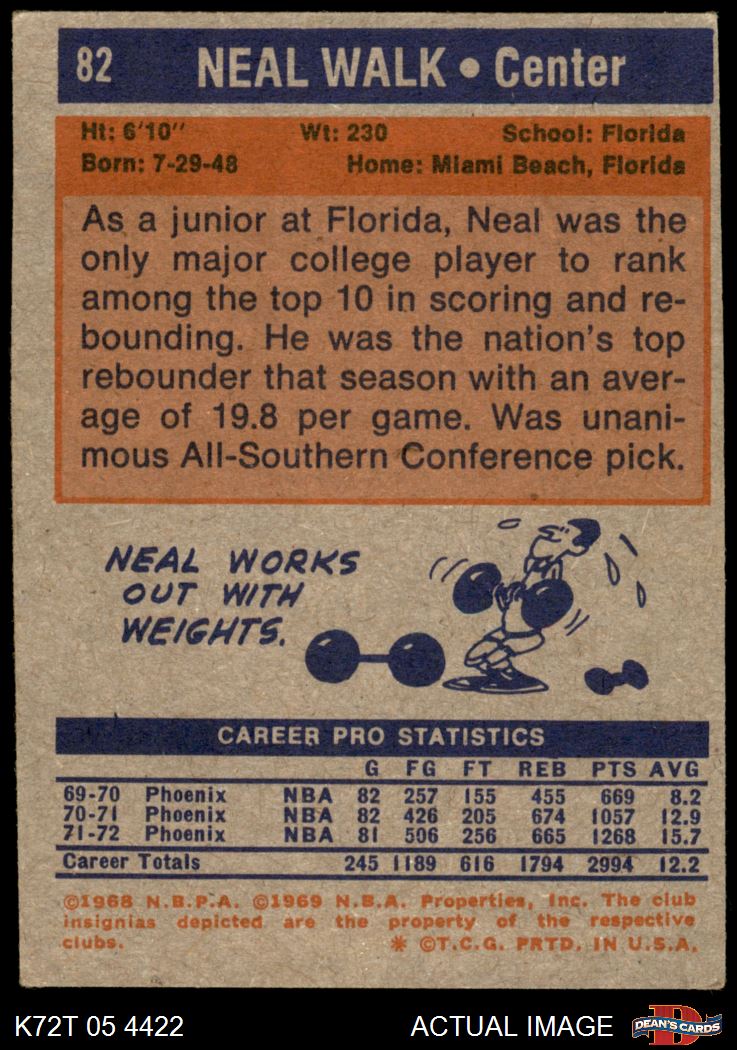 82 NEAL WALK • Center
Ht: 6'10" Wt: 230 School: Florida
Born: 7-29-48 Home: Miami Beach, Florida
As a junior at Florida, Neal was the
only major college player to rank
among the top 10 in scoring and re-
bounding. He was the nation's top
rebounder that season with an aver-
age of 19.8 per game. Was unani-
mous All-Southern Conference pick.
NEAL WORKS
OUT WITH
WEIGHTS.
CAREER PRO STATISTICS
G FG FT REB PTS AVG
69-70 Phoenix NBA 82 257 155 455 669 8.2
70-71 Phoenix NBA 82 426 205 674 1057 12.9
71-72 Phoenix NBA 81 506 256 665 1268 15.7
Career Totals 245 1189 616 1794 2994 12.2
©1968 N.B.P.A. ©1969 N.B.A. Properties, Inc. The club
insignias depicted are the property of the respective
clubs. * ©T.C.G. PRTD. IN U.S.A.
K72T 05 4422 ACTUAL IMAGE D DEAN'S CARDS